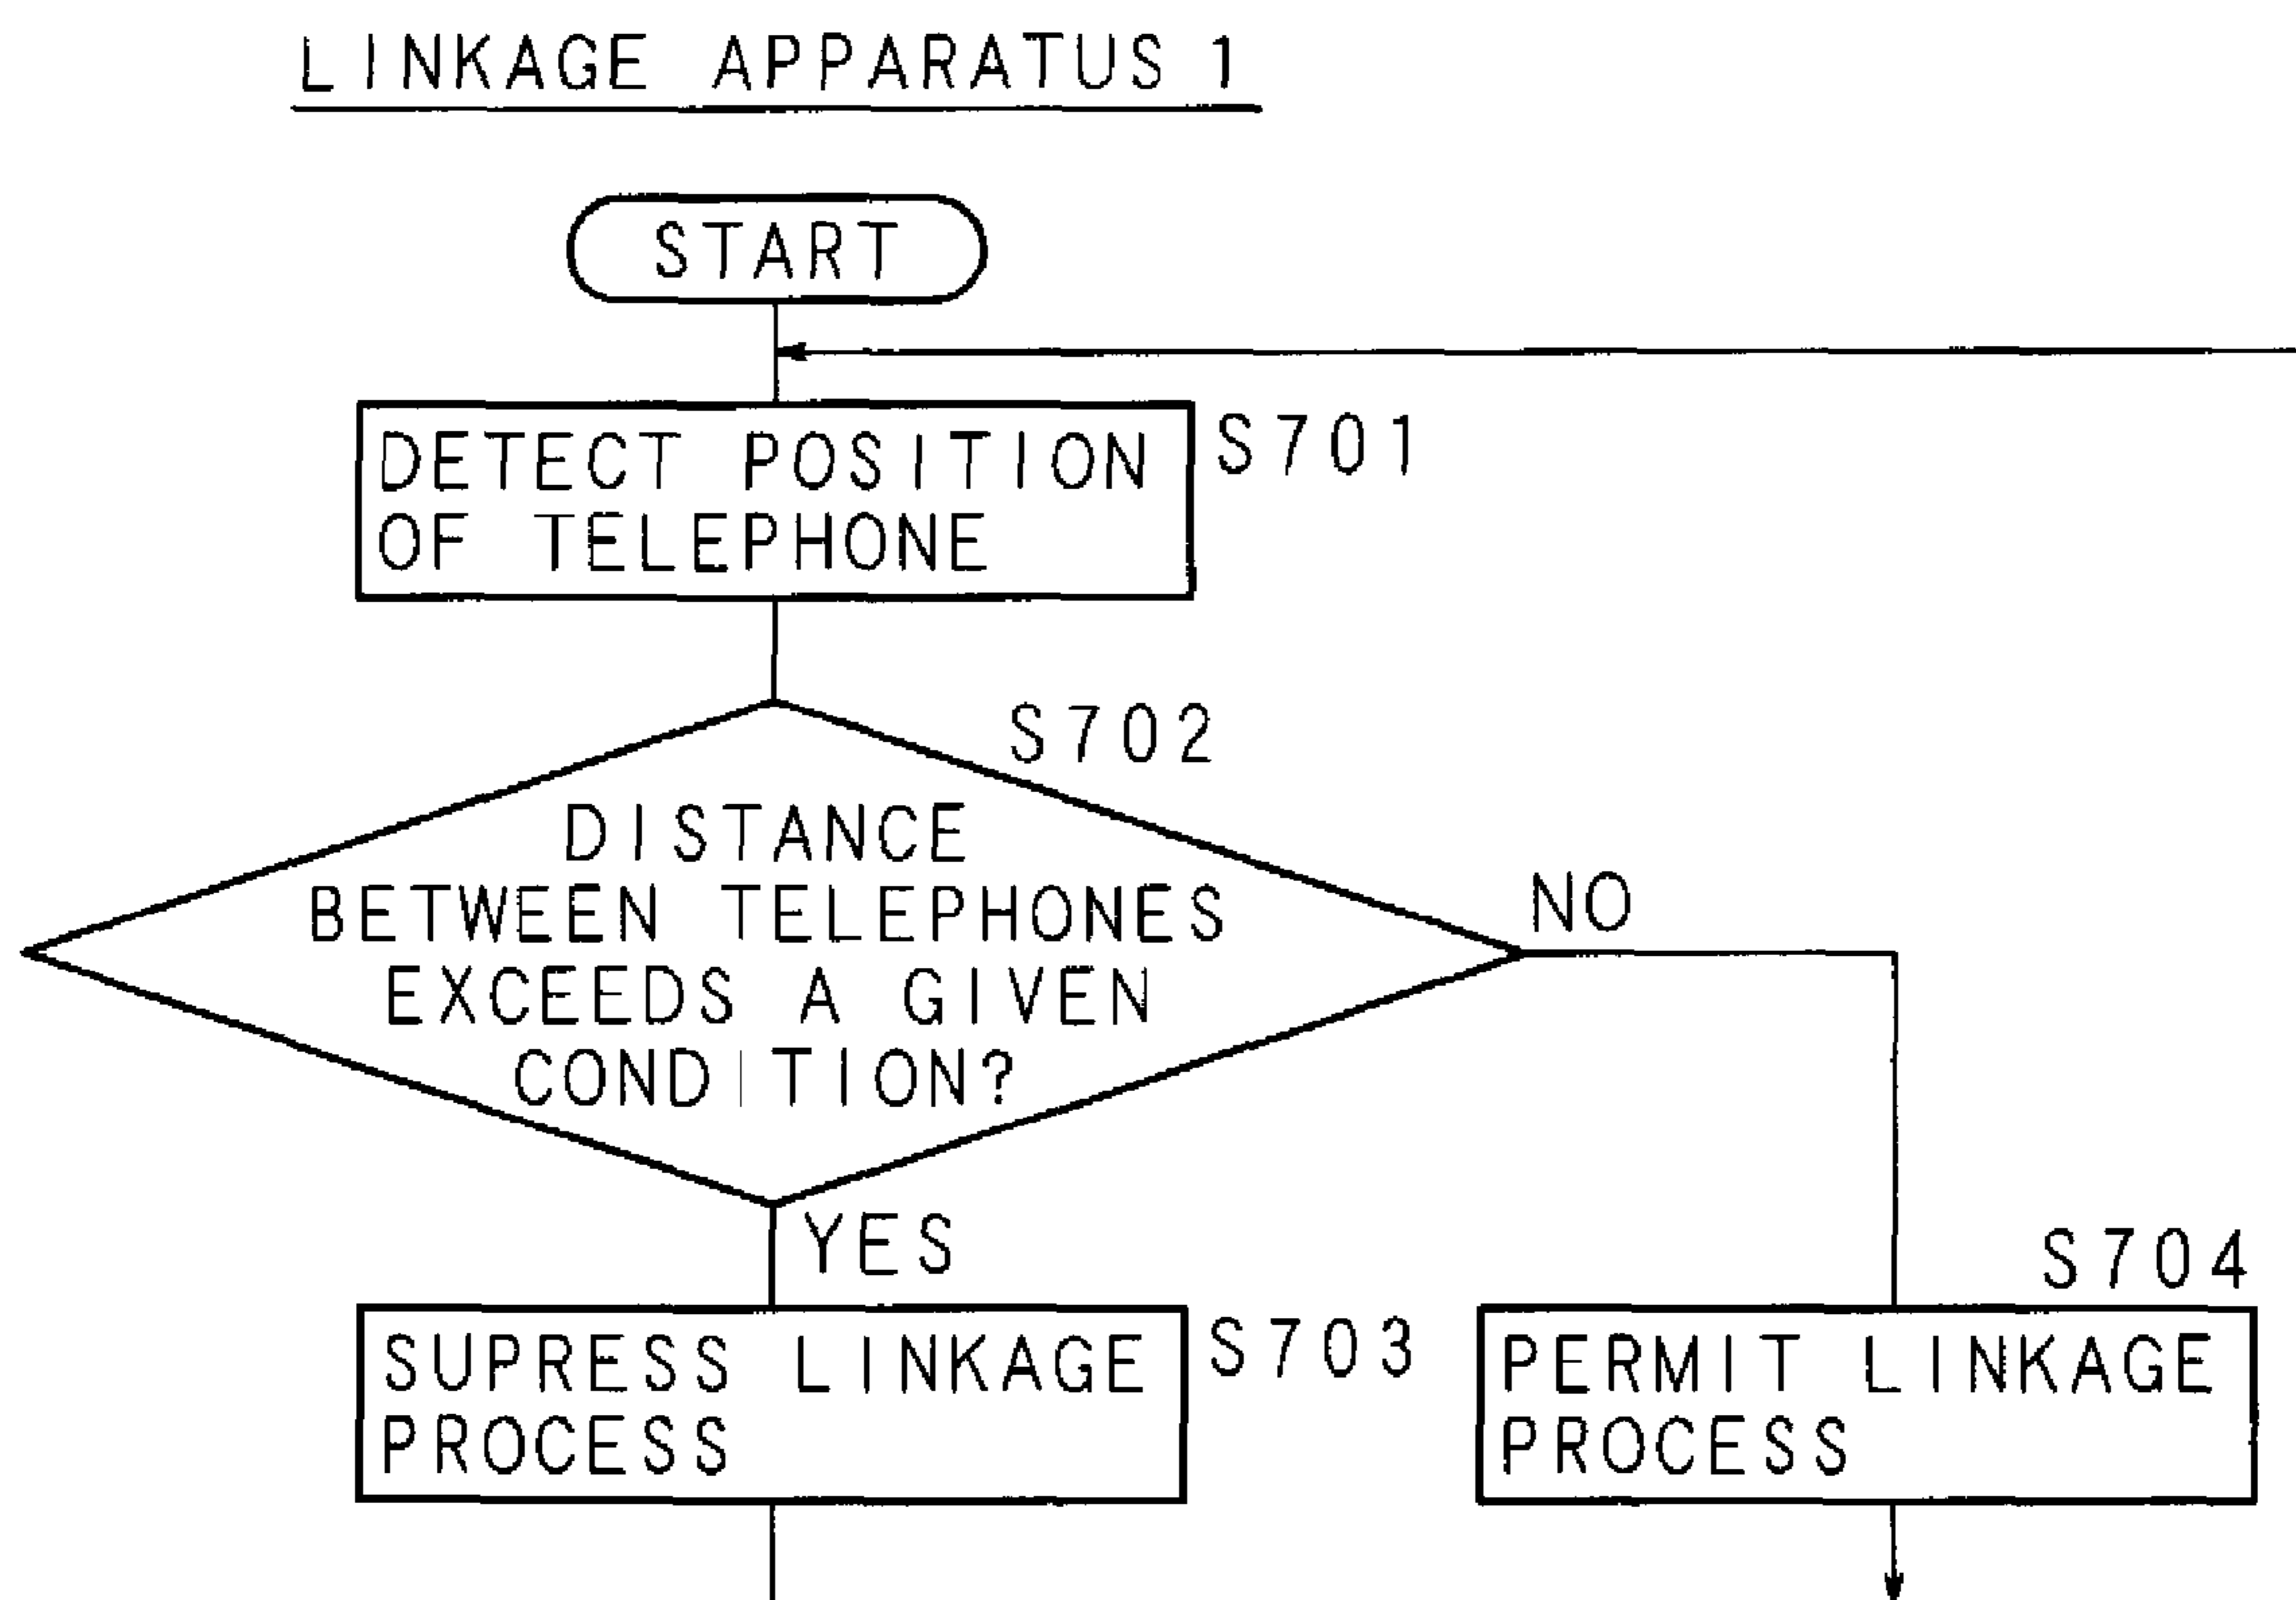 LINKAGE APPARATUS 1
START
DETECT POSITION
OF TELEPHONE
S701
S702
DISTANCE
BETWEEN TELEPHONES
EXCEEDS A GIVEN
CONDITION?
NO
YES
SUPRESS LINKAGE
PROCESS
S703
S704
PERMIT LINKAGE
PROCESS